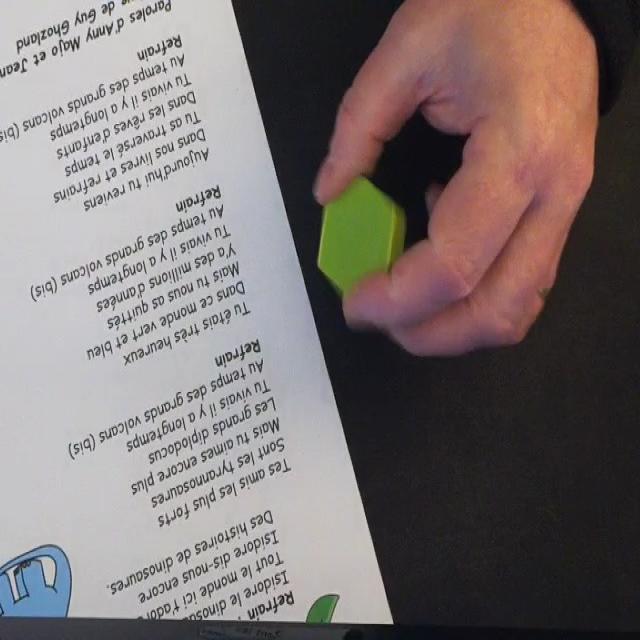 Refrain
Isidore le dinos
Tout le monde ici t'ador
Isidore dis-nous encore
Des histoires de dinosaures.
Tes amis les plus forts
Sont les tyrannosaures
Mais tu aimes encore plus
Les grands diplodocus
Tu vivais il y a longtemps
Au temps des grands volcans (bis)
Refrain
Tu étais très heureux
Dans ce monde vert et bleu
Mais tu nous as quittés
Y'a des millions d'années
Tu vivais il y a longtemps
Au temps des grands volcans (bis)
Refrain
Aujourd'hui tu reviens
Dans nos livres et refrains
Tu as traversé le temps
Dans les rêves d'enfants
Tu vivais il y a longtemps
Au temps des grands volcans (bis)
Refrain
Paroles d'Anny Majo et Jean
que de Guy Ghozland